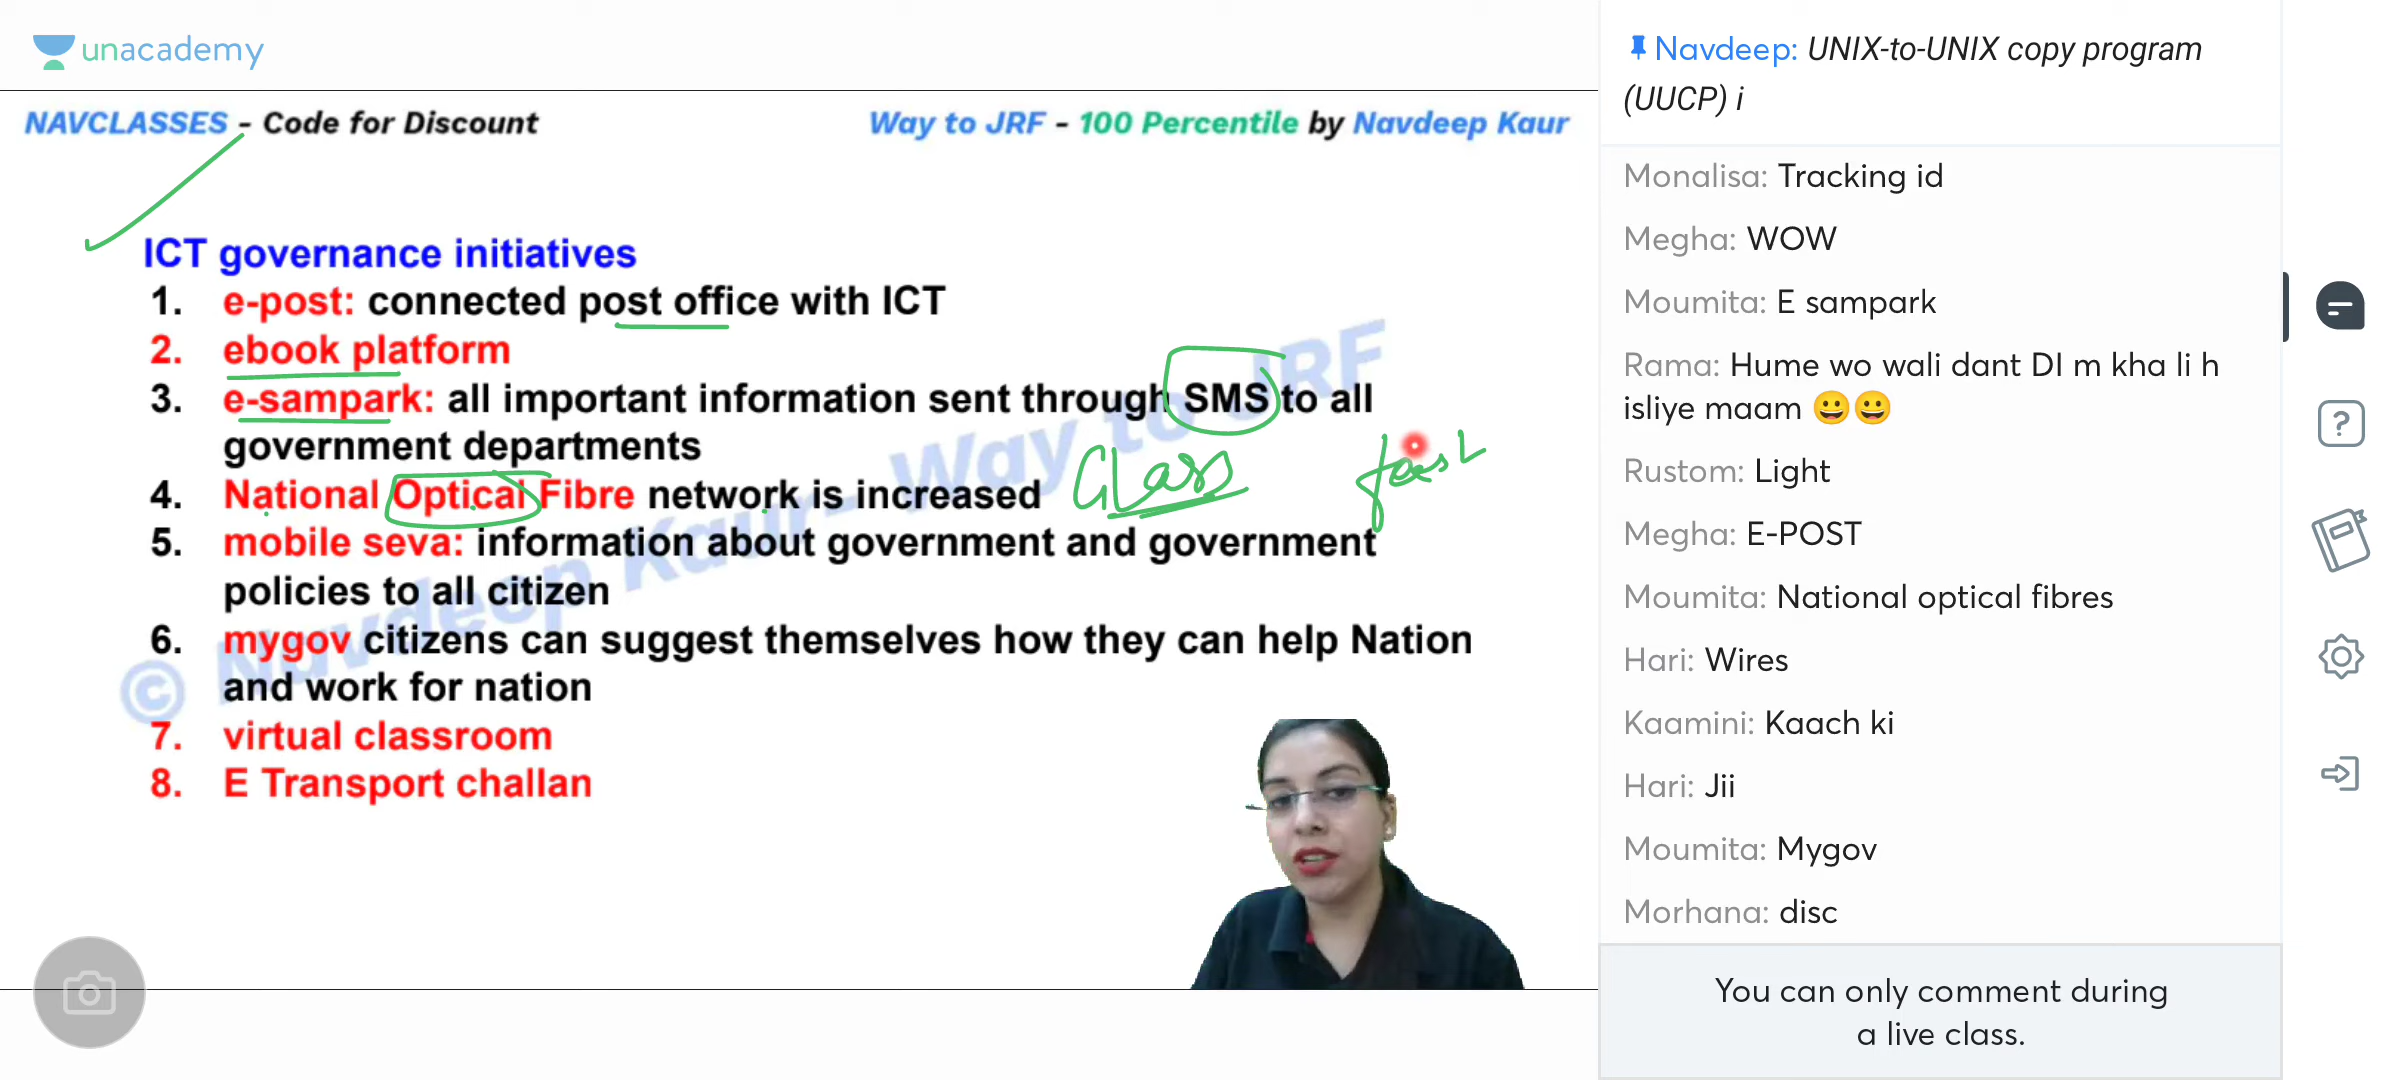 unacademy
NAVCLASSES - Code for Discount
Way to JRF - 100 Percentile by Navdeep Kaur
ICT governance initiatives
1. e-post: connected post office with ICT
2. ebook platform
3. e-sampark: all important information sent through SMS to all
government departments
4. National Optical Fibre network is increased
Glass
fast
5. mobile seva: information about government and government
policies to all citizen
6. mygov citizens can suggest themselves how they can help Nation
and work for nation
7. virtual classroom
8. E Transport challan
© Navdeep Kaur- Way to JRF
Navdeep: UNIX-to-UNIX copy program
(UUCP) i
Monalisa: Tracking id
Megha: WOW
Moumita: E sampark
Rama: Hume wo wali dant DI m kha li h
isliye maam 😀😀
Rustom: Light
Megha: E-POST
Moumita: National optical fibres
Hari: Wires
Kaamini: Kaach ki
Hari: Jii
Moumita: Mygov
Morhana: disc
You can only comment during
a live class.